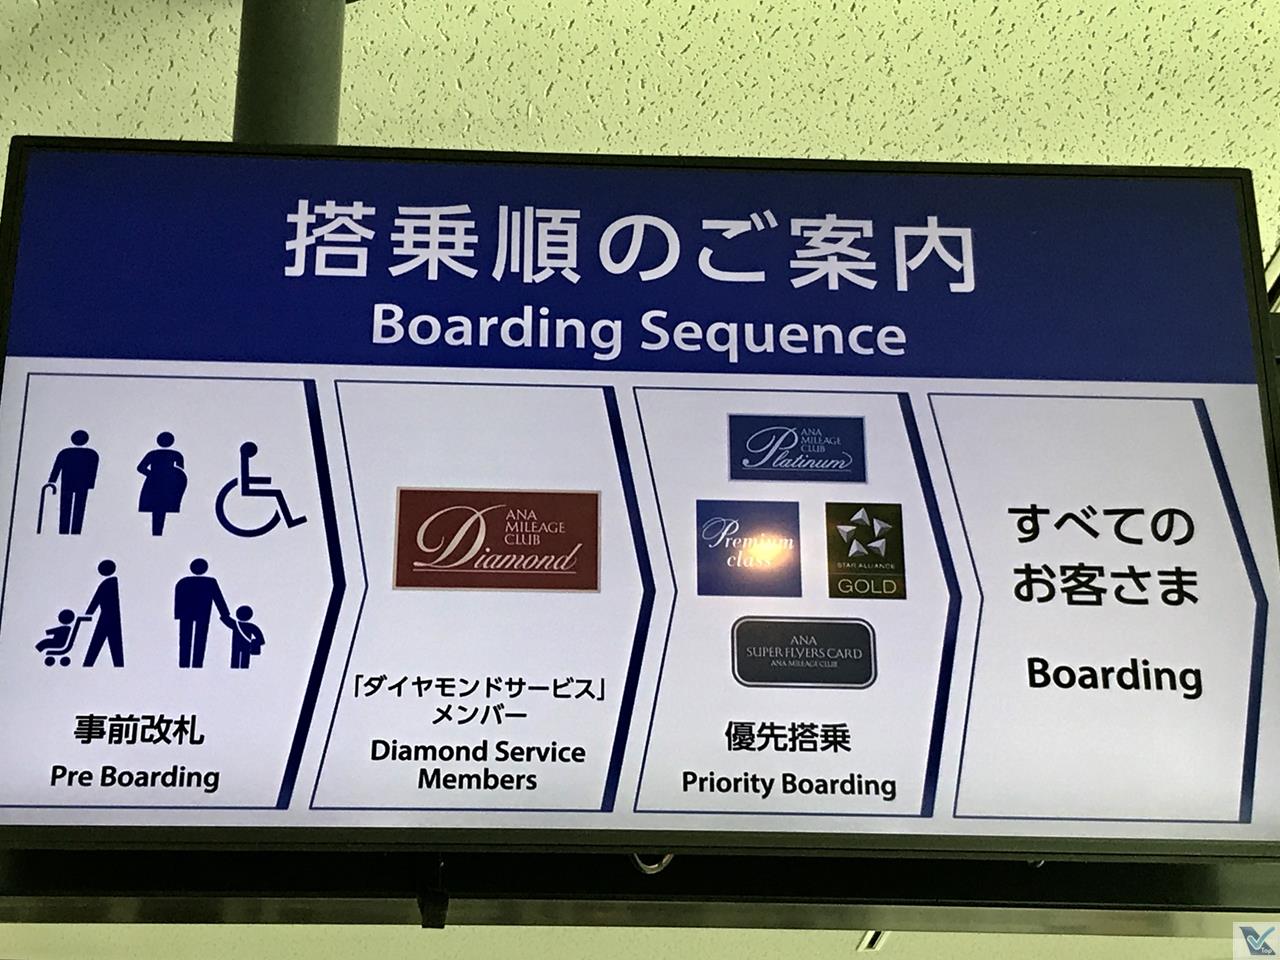 搭乗順のご案内
Boarding Sequence
事前改札
Pre Boarding
ANA
MILEAGE
CLUB
Diamond
「ダイヤモンドサービス」
メンバー
Diamond Service
Members
ANA
MILEAGE
CLUB
Platinum
Premium
class
STAR ALLIANCE
GOLD
ANA
SUPER FLYERS CARD
ANA MILEAGE CLUB
優先搭乗
Priority Boarding
すべての
お客さま
Boarding
Top